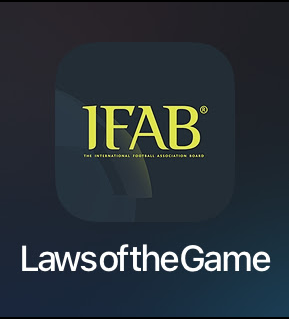 IFAB®
THE INTERNATIONAL FOOTBALL ASSOCIATION BOARD
LawsoftheGame